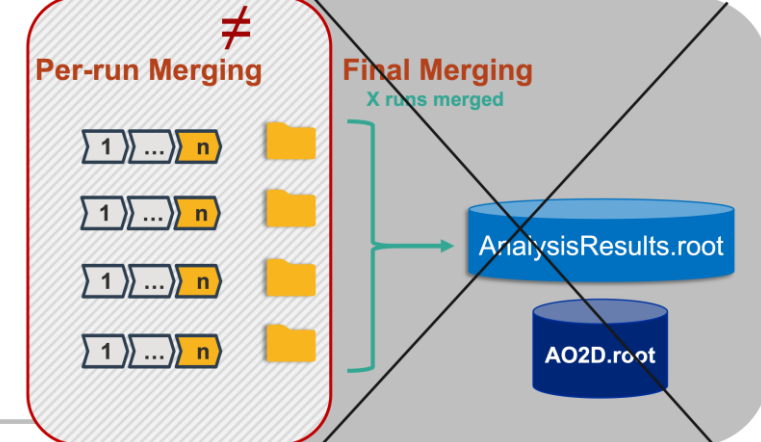 ≠
Per-run Merging
Final Merging
X runs merged
1 ... n
1 ... n
1 ... n
1 ... n
AnalysisResults.root
AO2D.root